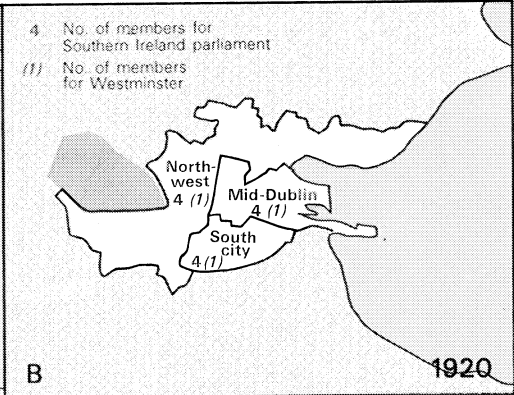 4 No. of members for
Southern Ireland parliament
(1) No. of members
for Westminster
North-
west
4 (1)
Mid-Dublin
4 (1)
South
city
4 (1)
B
1920